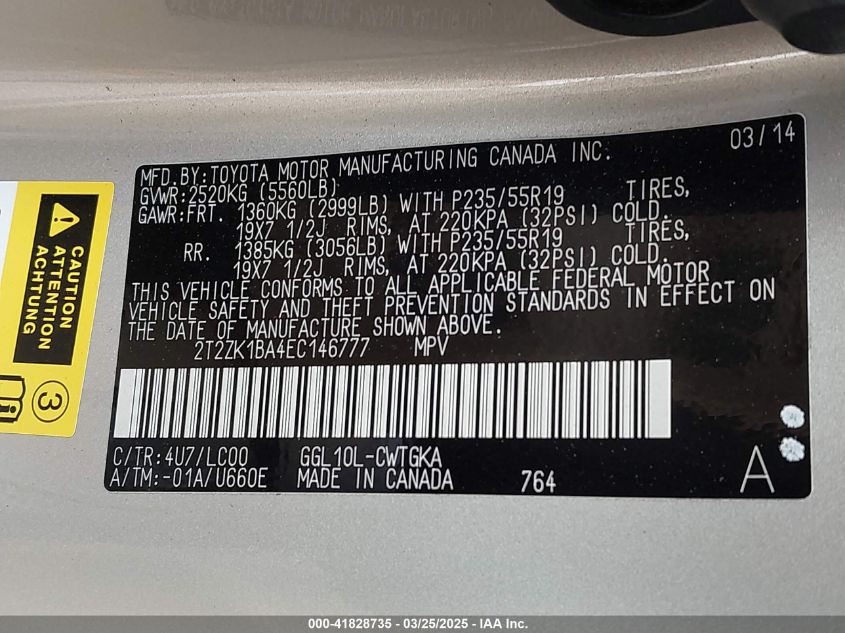 03/14
MFD.BY:TOYOTA MOTOR MANUFACTURING CANADA INC.
GVWR:2520KG (5560LB)
GAWR:FRT. 1360KG (2999LB) WITH P235/55R19 TIRES,
19X7 1/2J RIMS, AT 220KPA (32PSI) COLD.
RR. 1385KG (3056LB) WITH P235/55R19 TIRES,
19X7 1/2J RIMS, AT 220KPA (32PSI) COLD.
THIS VEHICLE CONFORMS TO ALL APPLICABLE FEDERAL MOTOR
VEHICLE SAFETY AND THEFT PREVENTION STANDARDS IN EFFECT ON
THE DATE OF MANUFACTURE SHOWN ABOVE.
2T2ZK1BA4EC146777 MPV
C/TR:4U7/LC00 GGL10L-CWTGKA
A/TM:-01A/U660E MADE IN CANADA 764 A
CAUTION
ATTENTION
ACHTUNG
3
000-41828735 — 03/25/2025 — IAA Inc.